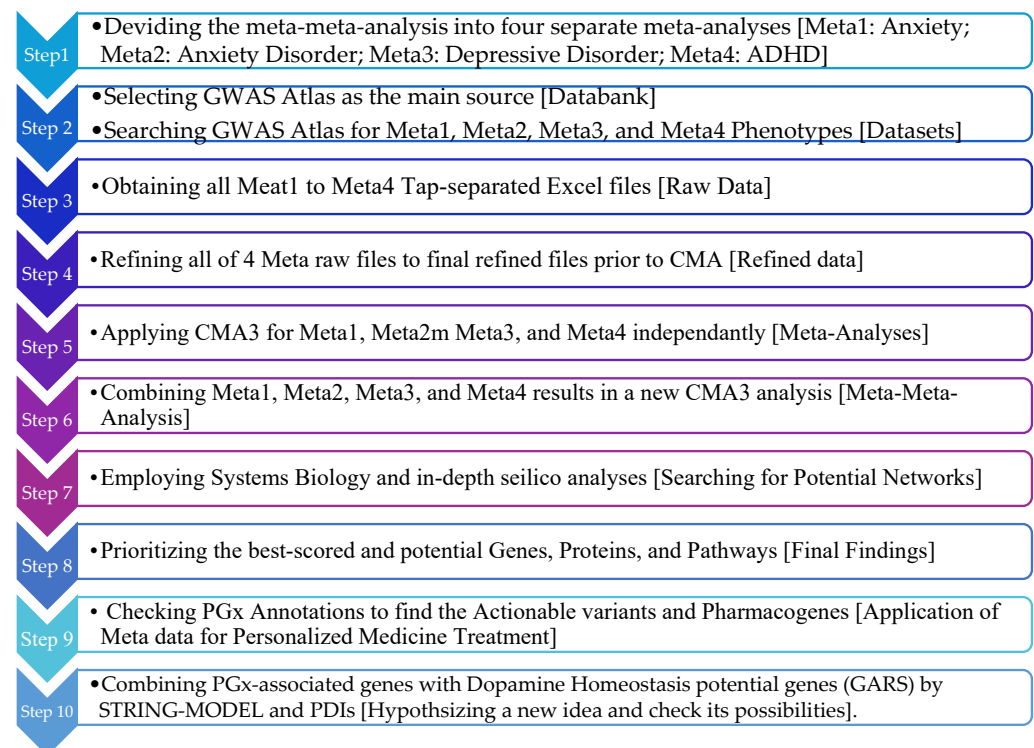 Step1
•Deviding the meta-meta-analysis into four separate meta-analyses [Meta1: Anxiety;
Meta2: Anxiety Disorder; Meta3: Depressive Disorder; Meta4: ADHD]
Step 2
•Selecting GWAS Atlas as the main source [Databank]
•Searching GWAS Atlas for Meta1, Meta2, Meta3, and Meta4 Phenotypes [Datasets]
Step 3
•Obtaining all Meat1 to Meta4 Tap-separated Excel files [Raw Data]
Step 4
•Refining all of 4 Meta raw files to final refined files prior to CMA [Refined data]
Step 5
•Applying CMA3 for Meta1, Meta2m Meta3, and Meta4 independantly [Meta-Analyses]
Step 6
•Combining Meta1, Meta2, Meta3, and Meta4 results in a new CMA3 analysis [Meta-Meta-
Analysis]
Step 7
•Employing Systems Biology and in-depth seilico analyses [Searching for Potential Networks]
Step 8
•Prioritizing the best-scored and potential Genes, Proteins, and Pathways [Final Findings]
Step 9
• Checking PGx Annotations to find the Actionable variants and Pharmacogenes [Application of
Meta data for Personalized Medicine Treatment]
Step 10
•Combining PGx-associated genes with Dopamine Homeostasis potential genes (GARS) by
STRING-MODEL and PDIs [Hypothsizing a new idea and check its possibilities].